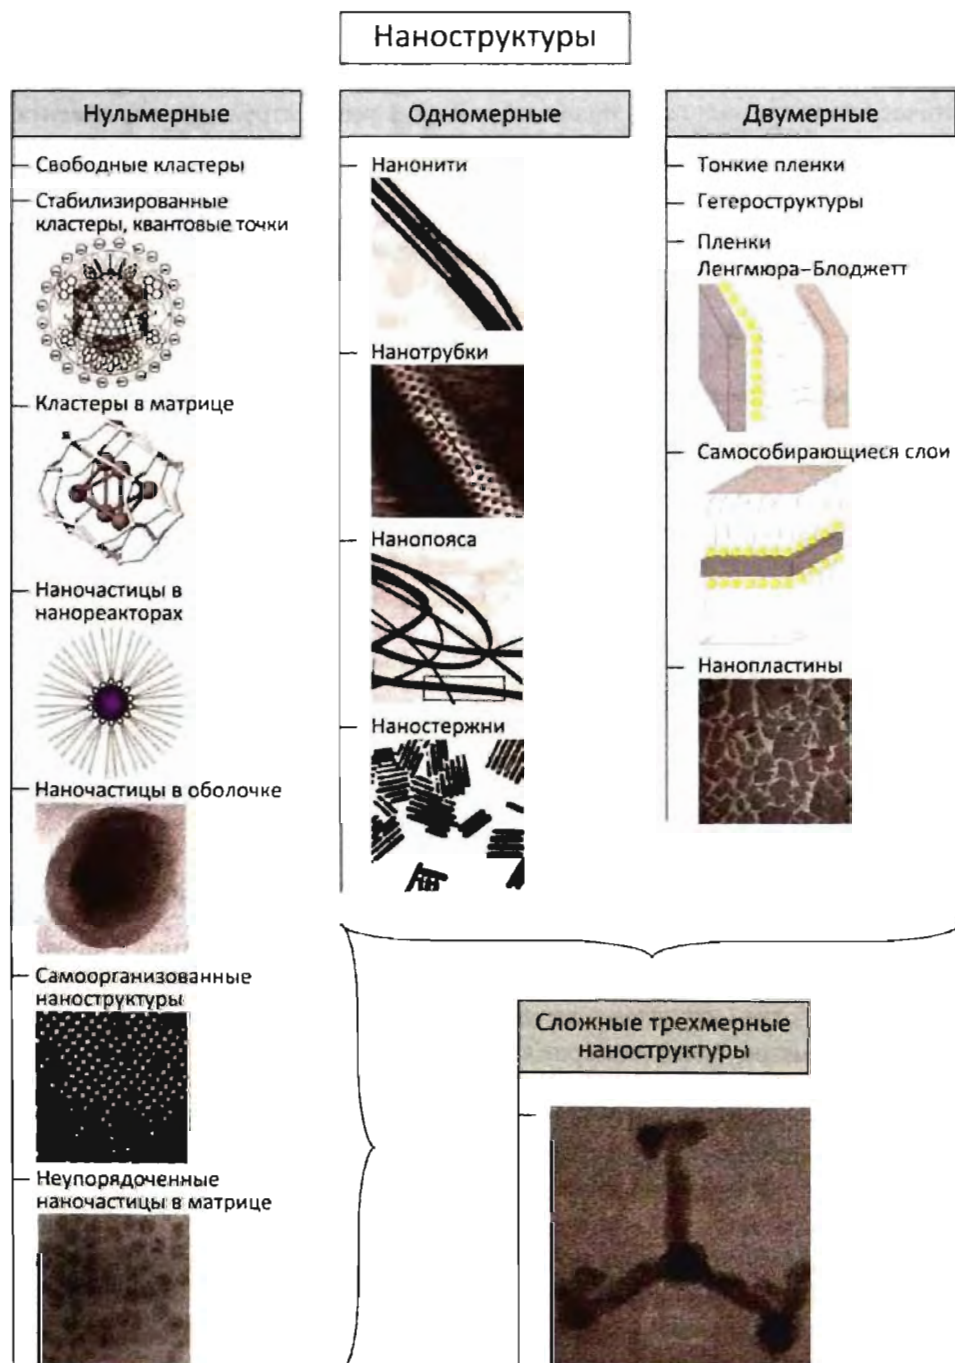 Наноструктуры
Нульмерные
Свободные кластеры
Стабилизированные
кластеры, квантовые точки
Кластеры в матрице
Наночастицы в
нанореакторах
Наночастицы в оболочке
Самоорганизованные
наноструктуры
Неупорядоченные
наночастицы в матрице
Одномерные
Нанонити
Нанотрубки
Нанопояса
Наностержни
Двумерные
Тонкие пленки
Гетероструктуры
Пленки
Ленгмюра–Блоджетт
Самособирающиеся слои
Нанопластины
Сложные трехмерные
наноструктуры